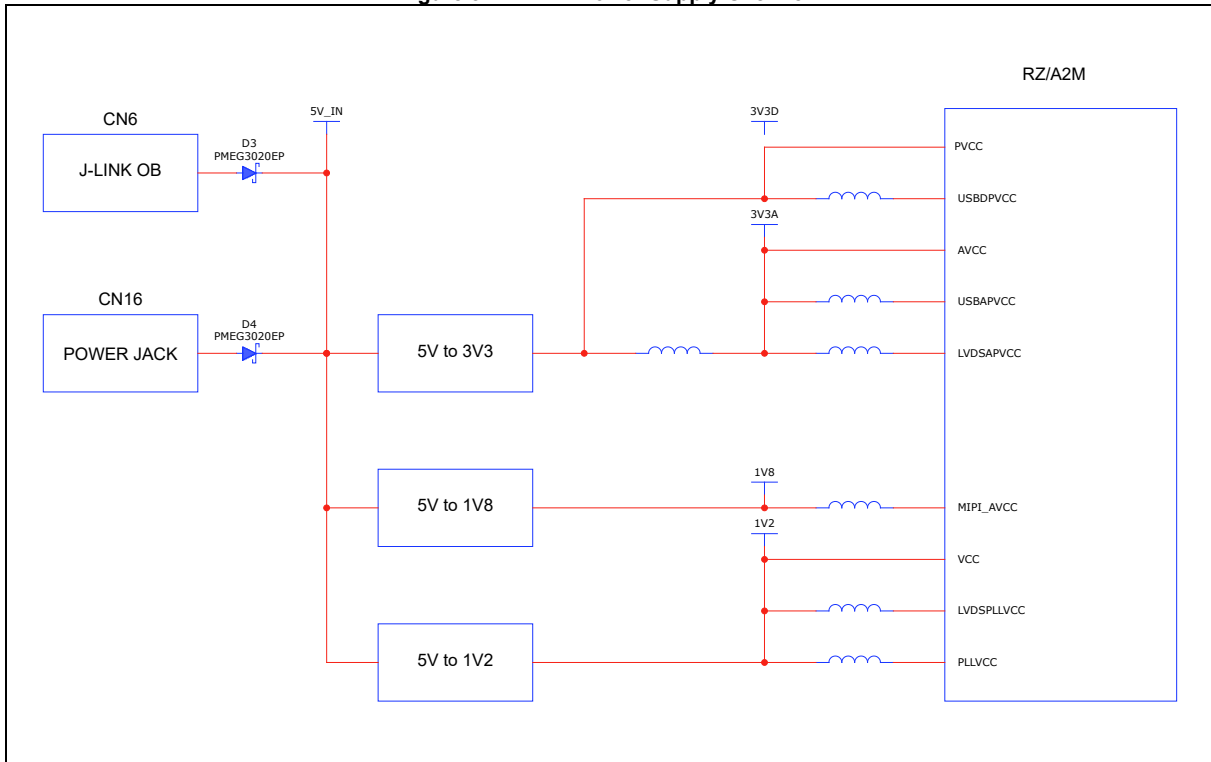 RZ/A2M
CN6
J-LINK OB
D3
PMEG3020EP
5V_IN
3V3D
PVCC
USBDPVCC
3V3A
AVCC
USBAPVCC
LVDSAPVCC
CN16
POWER JACK
D4
PMEG3020EP
5V to 3V3
5V to 1V8
1V8
MIPI_AVCC
1V2
VCC
LVDSPLLVCC
5V to 1V2
PLLVCC